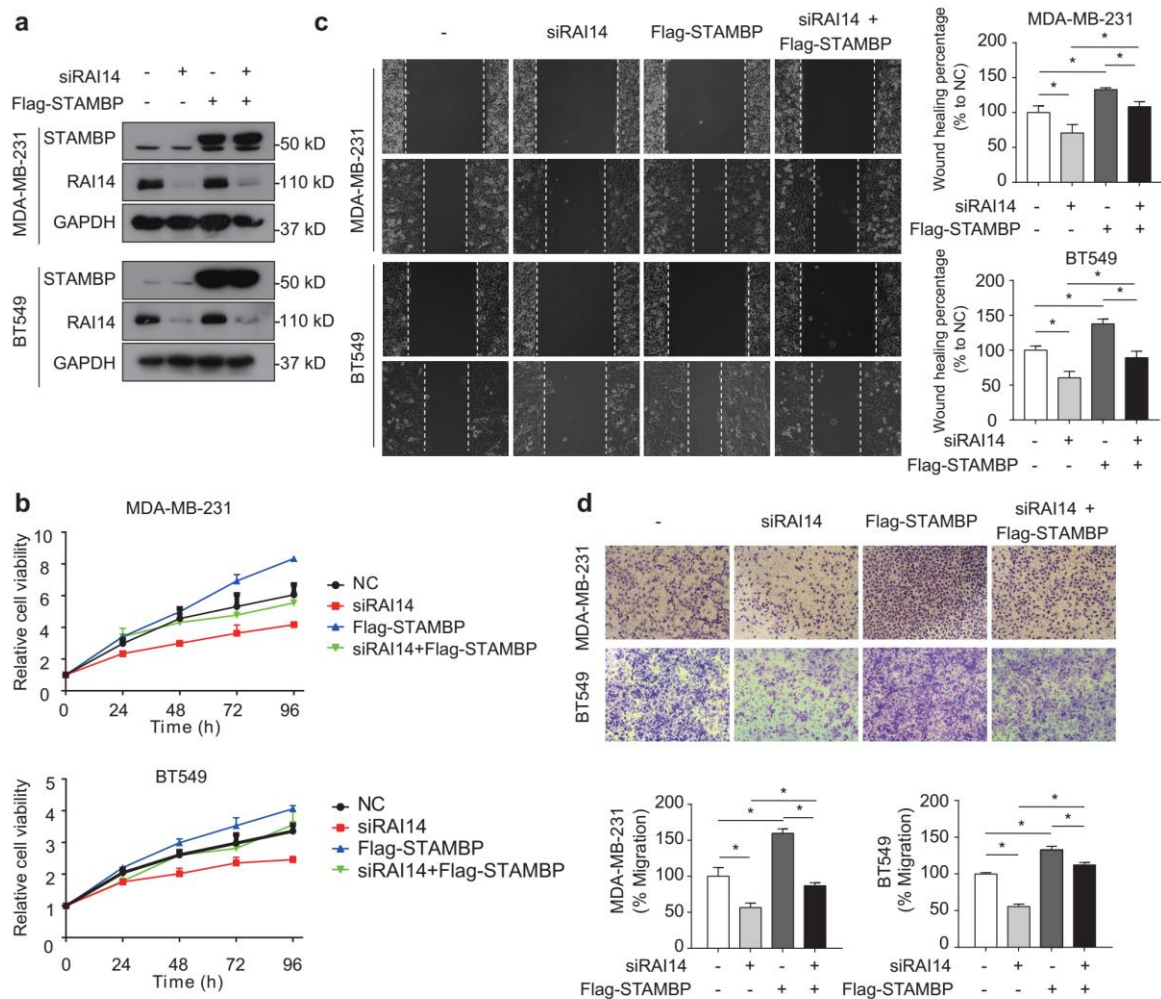 a
siRAI14 - + - +
Flag-STAMBP - - + +
MDA-MB-231
STAMBP -50 kD
RAI14 -110 kD
GAPDH -37 kD
BT549
STAMBP -50 kD
RAI14 -110 kD
GAPDH -37 kD
b
MDA-MB-231
Relative cell viability
10
8
6
4
2
0
0 24 48 72 96
Time (h)
NC
siRAI14
Flag-STAMBP
siRAI14+Flag-STAMBP
BT549
Relative cell viability
5
4
3
2
1
0
0 24 48 72 96
Time (h)
NC
siRAI14
Flag-STAMBP
siRAI14+Flag-STAMBP
c
- siRAI14 Flag-STAMBP siRAI14 +
Flag-STAMBP
MDA-MB-231
BT549
MDA-MB-231
Wound healing percentage
(% to NC)
200
150
100
50
0
* * * * *
siRAI14 - + - +
Flag-STAMBP - - + +
BT549
Wound healing percentage
(% to NC)
200
150
100
50
0
* * * *
siRAI14 - + - +
Flag-STAMBP - - + +
d
- siRAI14 Flag-STAMBP siRAI14 +
Flag-STAMBP
MDA-MB-231
BT549
MDA-MB-231
(% Migration)
200
150
100
50
0
* * * *
siRAI14 - + - +
Flag-STAMBP - - + +
BT549
(% Migration)
200
150
100
50
0
* * * *
siRAI14 - + - +
Flag-STAMBP - - + +